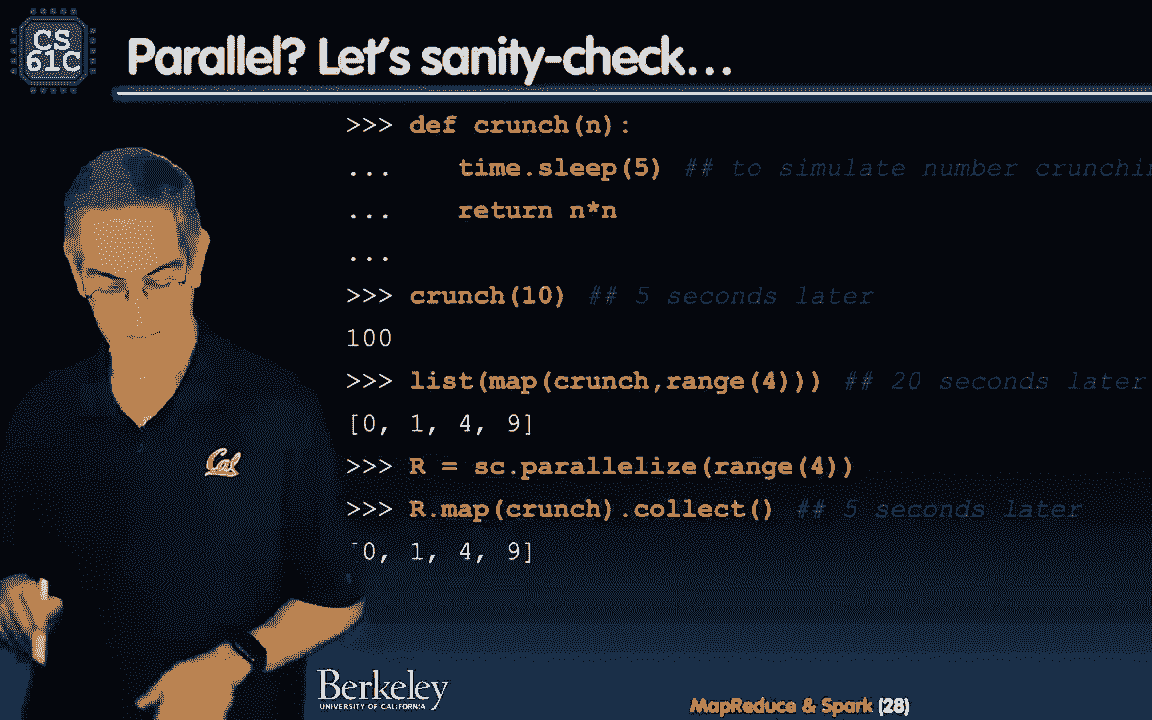 CS
61C
Parallel? Let's sanity-check...
>>> def crunch(n):
...    time.sleep(5) ## to simulate number
...    return n*n
...
>>> crunch(10) ## 5 seconds later
100
>>> list(map(crunch,range(4))) ## 20 seconds later
[0, 1, 4, 9]
>>> R = sc.parallelize(range(4))
>>> R.map(crunch).collect() ## 5 seconds later
0, 1, 4, 9]
Cal
Berkeley
UNIVERSITY OF CALIFORNIA
MapReduce & Spark (28)